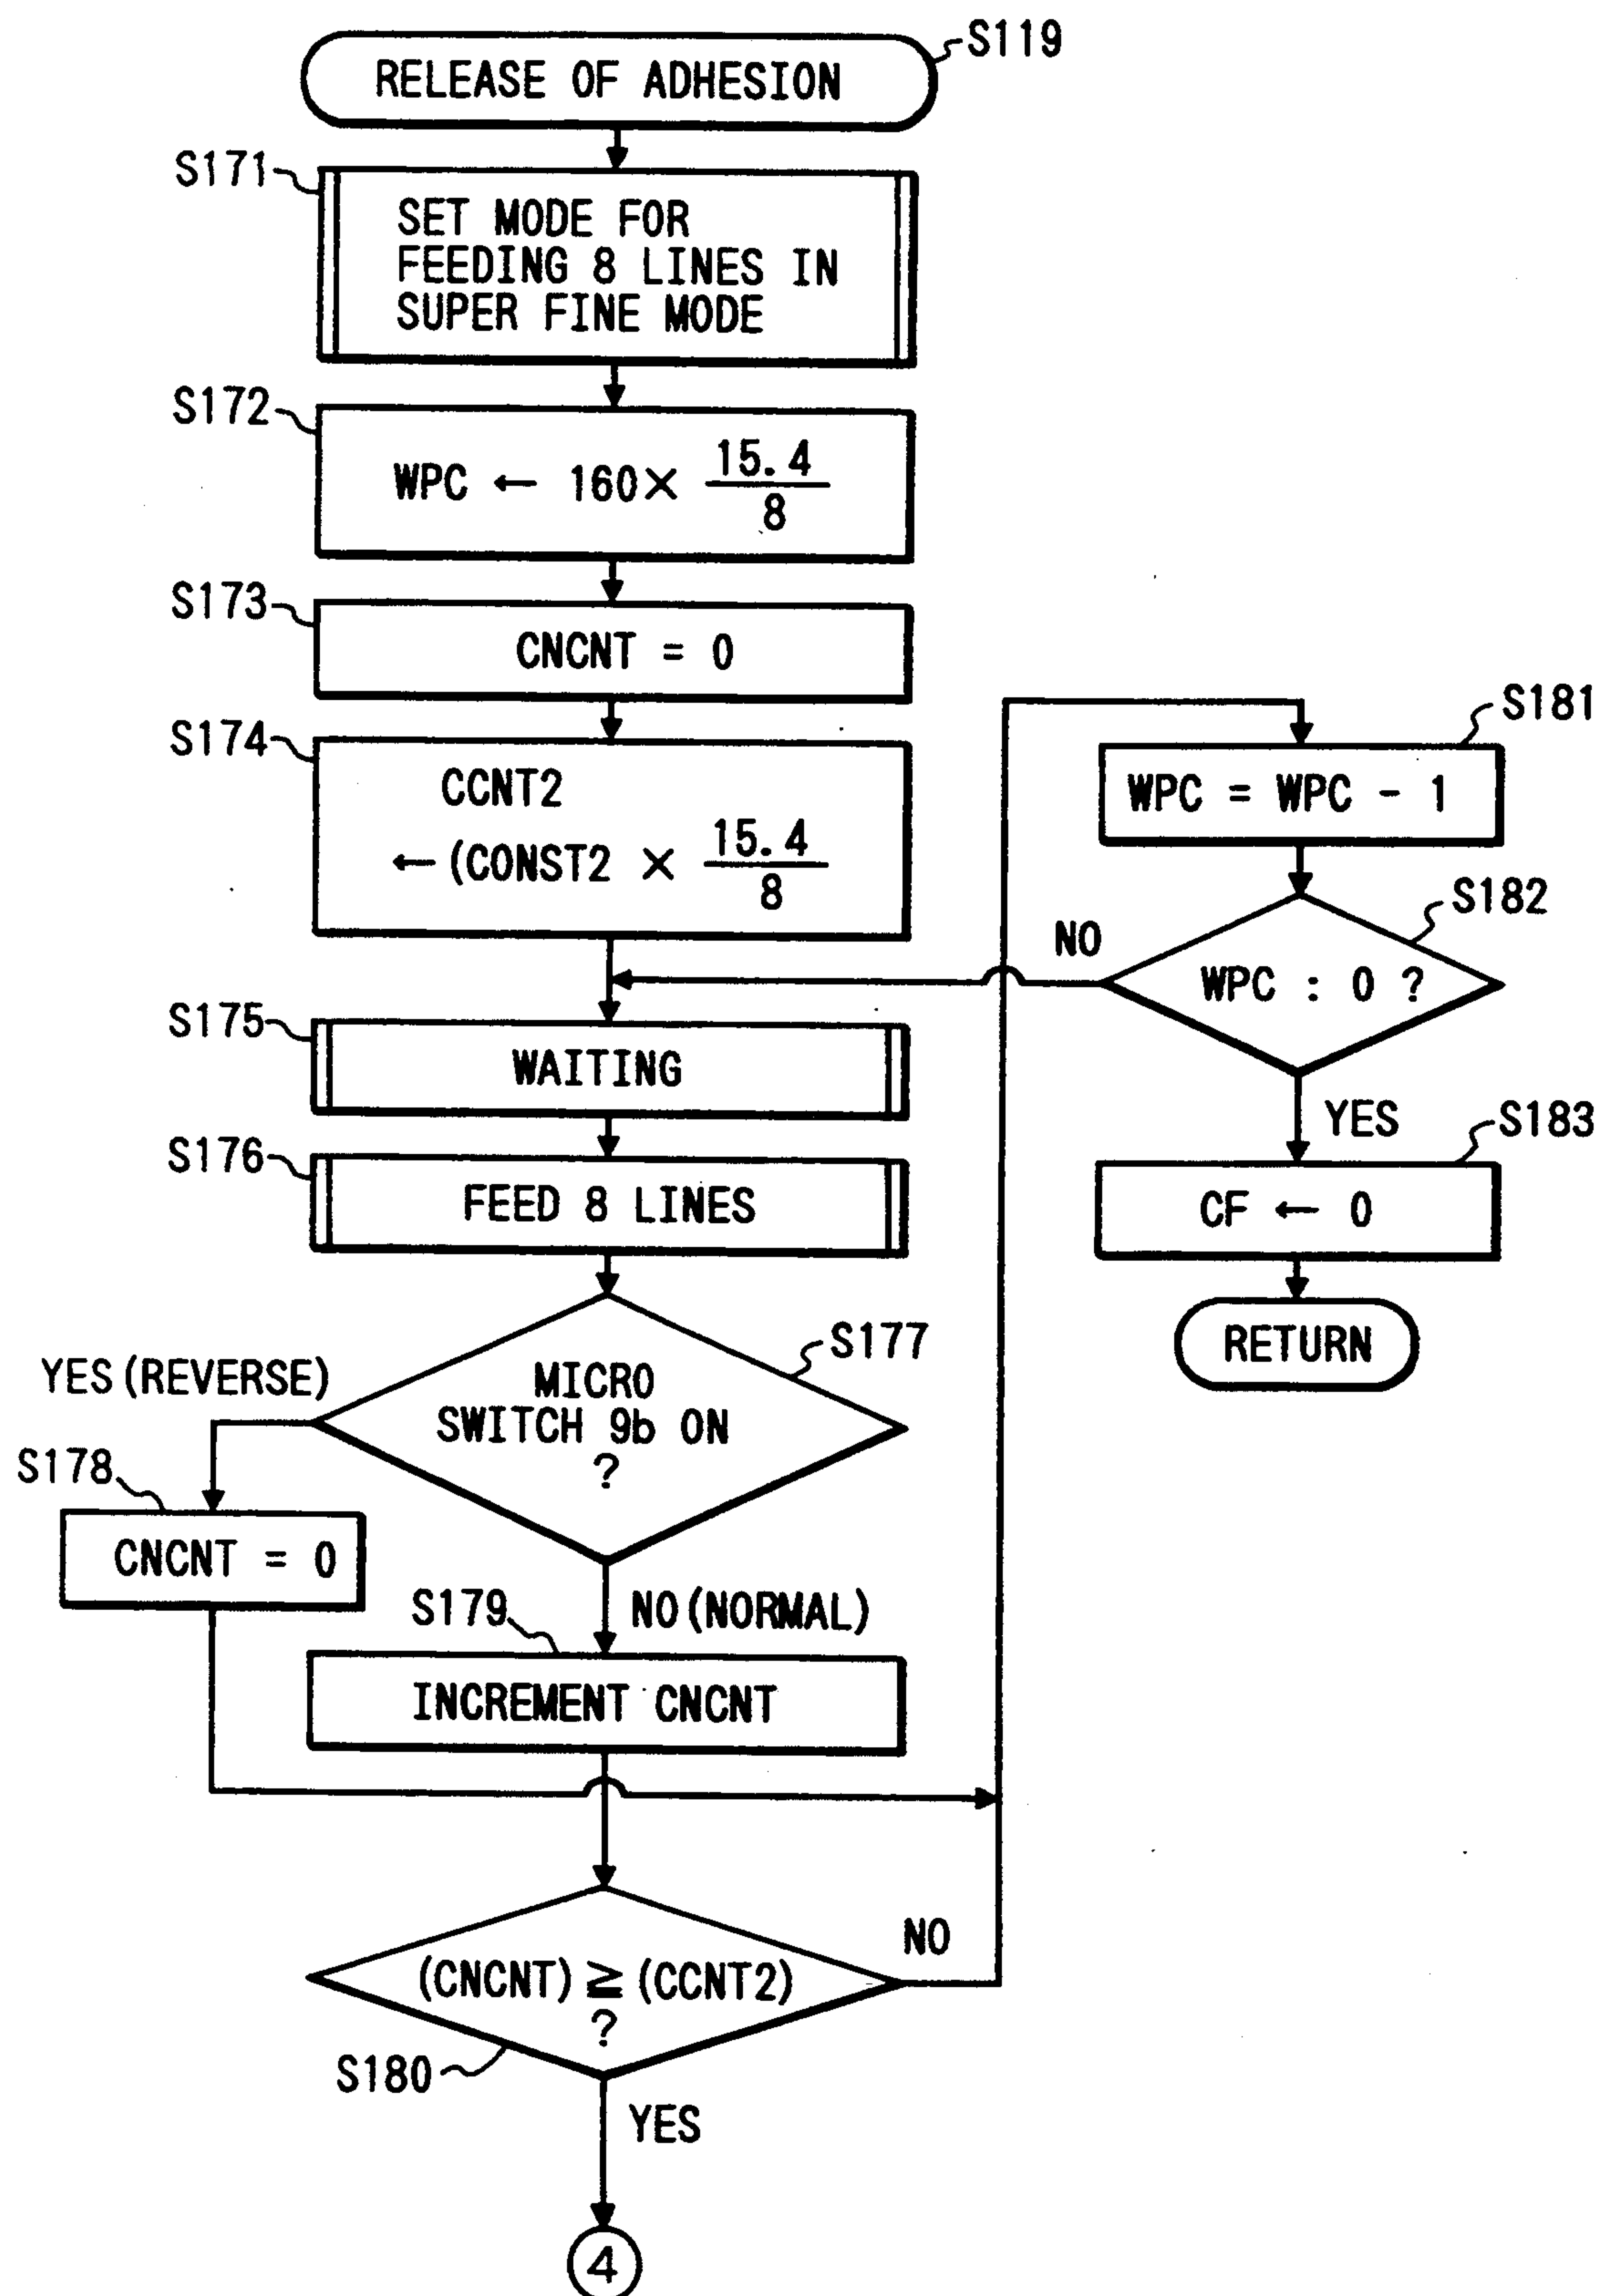 S119
RELEASE OF ADHESION
S171
SET MODE FOR
FEEDING 8 LINES IN
SUPER FINE MODE
S172
WPC ← 160 × 15.4
8
S173
CNCNT = 0
S174
CCNT2
← (CONST2 × 15.4
8
S175
WAITING
S176
FEED 8 LINES
S177
MICRO
SWITCH 9b ON
?
YES (REVERSE)
S178
CNCNT = 0
NO (NORMAL)
S179
INCREMENT CNCNT
S180
(CNCNT) ≧ (CCNT2)
?
NO
YES
4
S181
WPC = WPC - 1
S182
WPC : 0 ?
NO
YES
S183
CF ← 0
RETURN